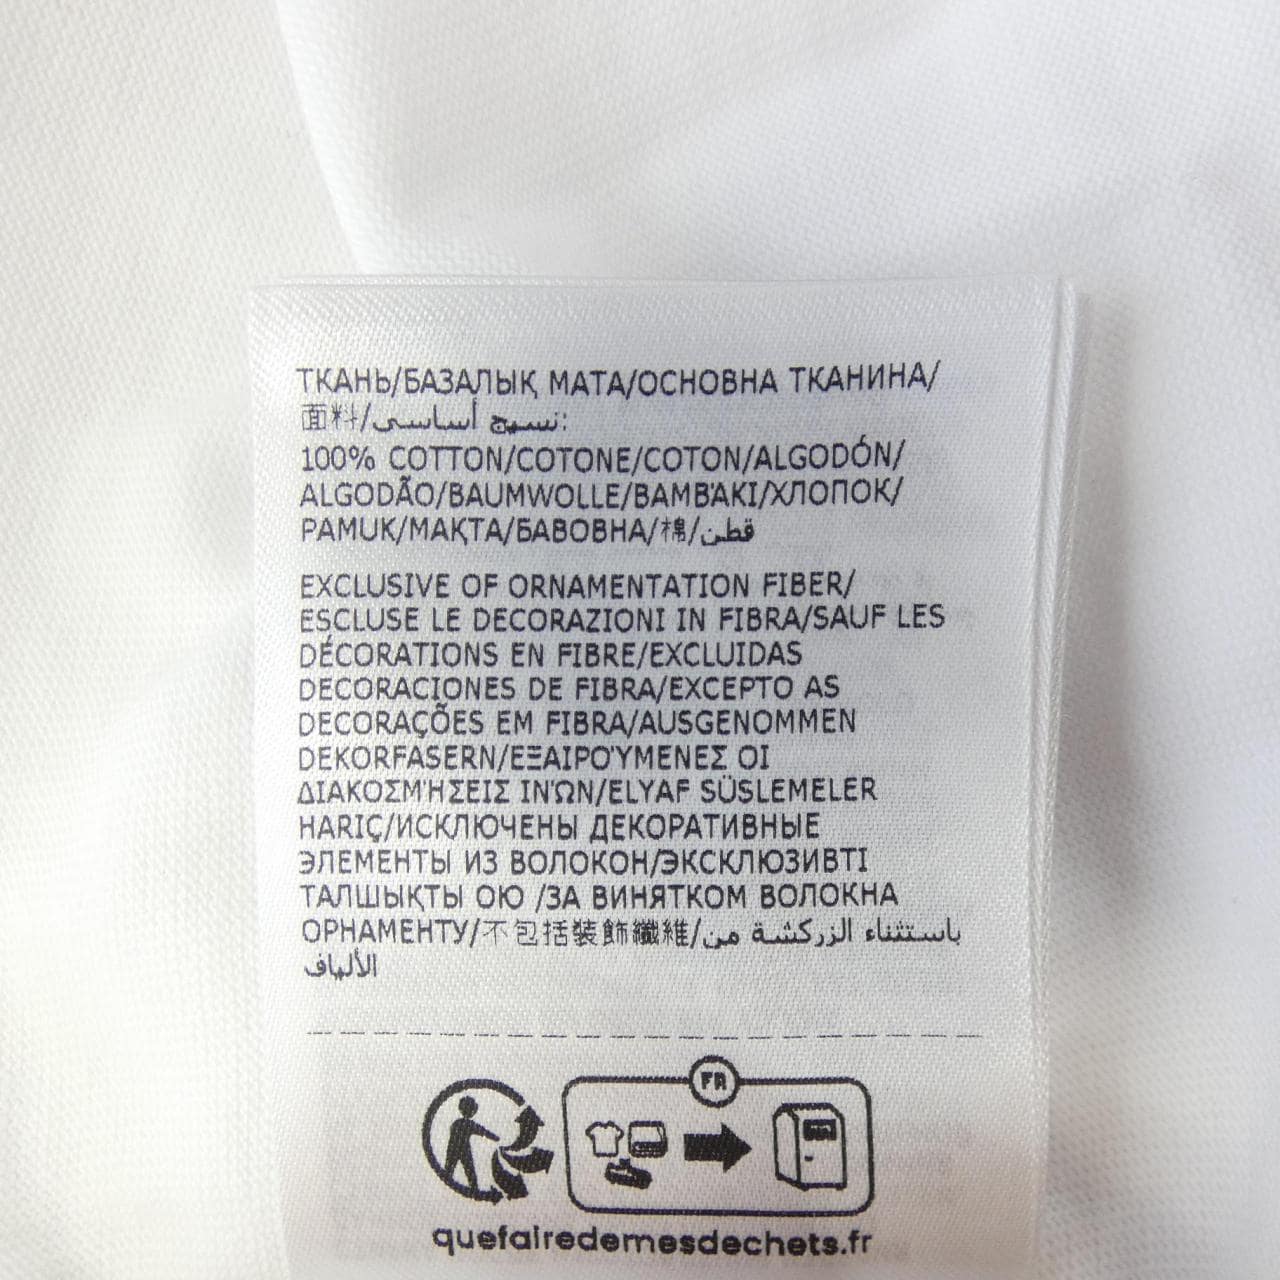 ТКАНЬ/БАЗАЛЫҚ МАТА/ОСНОВНА ТКАНИНА/
面料/نسيج أساسي:
100% COTTON/COTONE/COTON/ALGODÓN/
ALGODÃO/BAUMWOLLE/ΒΑΜΒΆΚΙ/ХЛОПОК/
PAMUK/МАҚТА/БАВОВНА/棉/قطن
EXCLUSIVE OF ORNAMENTATION FIBER/
ESCLUSE LE DECORAZIONI IN FIBRA/SAUF LES
DÉCORATIONS EN FIBRE/EXCLUIDAS
DECORACIONES DE FIBRA/EXCEPTO AS
DECORAÇÕES EM FIBRA/AUSGENOMMEN
DEKORFASERN/ΕΞΑΙΡΟΎΜΕΝΕΣ ΟΙ
ΔΙΑΚΟΣΜΉΣΕΙΣ ΙΝΏΝ/ELYAF SÜSLEMELER
HARIÇ/ИСКЛЮЧЕНЫ ДЕКОРАТИВНЫЕ
ЭЛЕМЕНТЫ ИЗ ВОЛОКОН/ЭКСКЛЮЗИВТІ
ТАЛШЫҚТЫ ОЮ /ЗА ВИНЯТКОМ ВОЛОКНА
ОРНАМЕНТУ/不包括裝飾纖維/باستثناء الزركشة من
الألياف
FR
quefairedemesdechets.fr